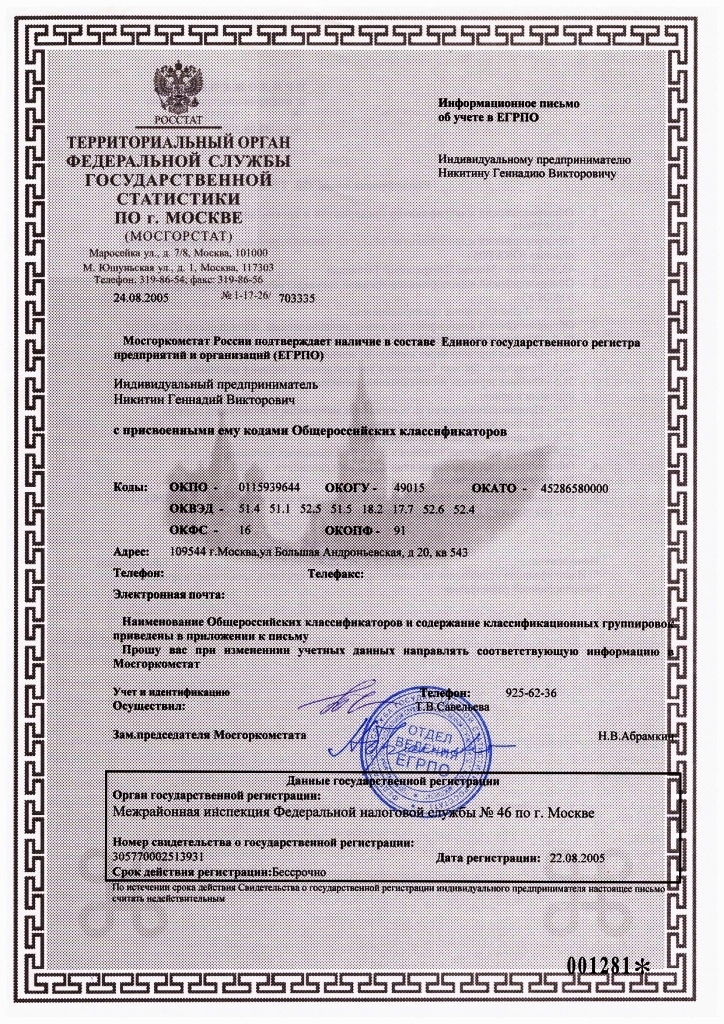 РОССТАТ
ТЕРРИТОРИАЛЬНЫЙ ОРГАН
ФЕДЕРАЛЬНОЙ СЛУЖБЫ
ГОСУДАРСТВЕННОЙ
СТАТИСТИКИ
ПО г. МОСКВЕ
(МОСГОРСТАТ)
Маросейка ул., д. 7/8, Москва, 101000
М. Юшуньская ул., д. 1, Москва, 117303
Телефон: 319-86-54; факс: 319-86-56
24.08.2005 № 1-17-26/ 703335
Информационное письмо
об учете в ЕГРПО
Индивидуальному предпринимателю
Никитину Геннадию Викторовичу
Мосгоркомстат России подтверждает наличие в составе Единого государственного регистра
предприятий и организаций (ЕГРПО)
Индивидуальный предприниматель
Никитин Геннадий Викторович
с присвоенными ему кодами Общероссийских классификаторов
Коды: ОКПО - 0115939644 ОКОГУ - 49015 ОКАТО - 45286580000
ОКВЭД - 51.4 51.1 52.5 51.5 18.2 17.7 52.6 52.4
ОКФС - 16 ОКОПФ - 91
Адрес: 109544 г.Москва,ул Большая Андроньевская, д 20, кв 543
Телефон: Телефакс:
Электронная почта:
Наименование Общероссийских классификаторов и содержание классификационных группировок
приведены в приложении к письму
Прошу вас при изменении учетных данных направлять соответствующую информацию в
Мосгоркомстат
Учет и идентификацию Телефон: 925-62-36
Осуществил: Т.В.Савельева
Зам.председателя Мосгоркомстата Н.В.Абрамкин
ОТДЕЛ
ВЕДЕНИЯ
ЕГРПО
Данные государственной регистрации
Орган государственной регистрации:
Межрайонная инспекция Федеральной налоговой службы № 46 по г. Москве
Номер свидетельства о государственной регистрации:
305770002513931 Дата регистрации: 22.08.2005
Срок действия регистрации:Бессрочно
По истечении срока действия Свидетельства о государственной регистрации индивидуального предпринимателя настоящее письмо
считать недействительным
001281*